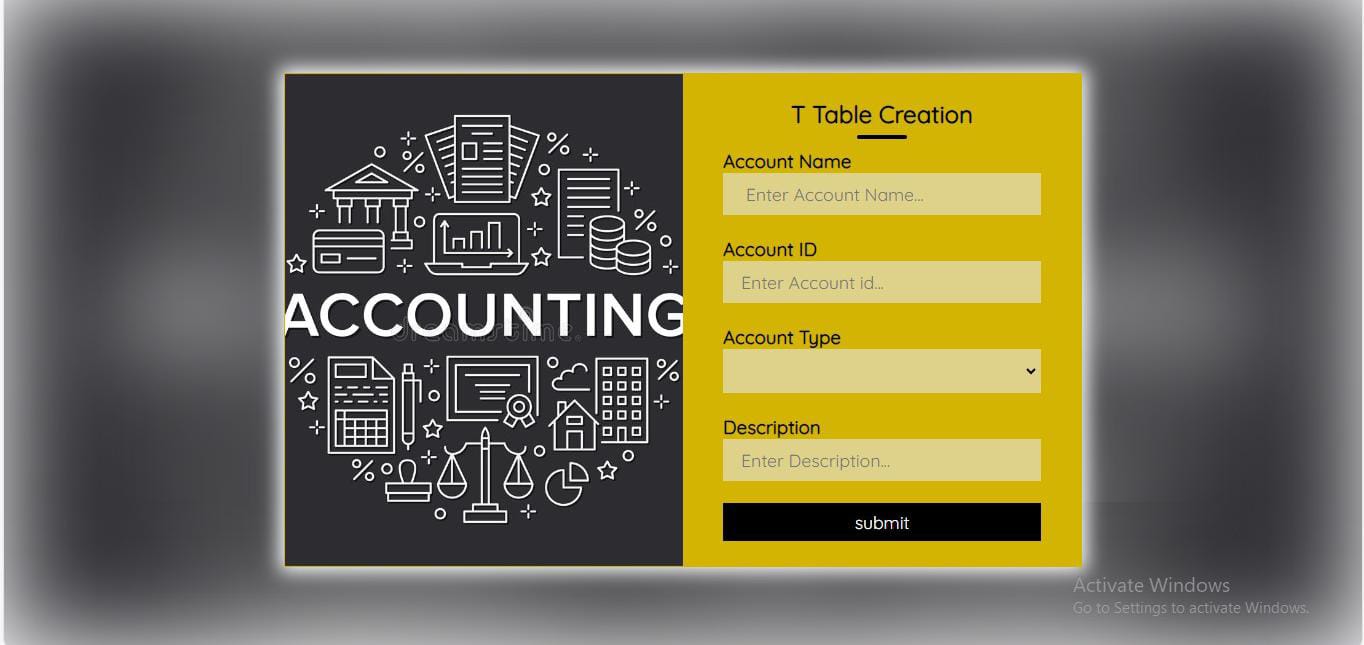 T Table Creation
Account Name
Enter Account Name...
Account ID
Enter Account id...
ACCOUNTING
dreamstime.
Account Type
Description
Enter Description...
submit
Activate Windows
Go to Settings to activate Windows.